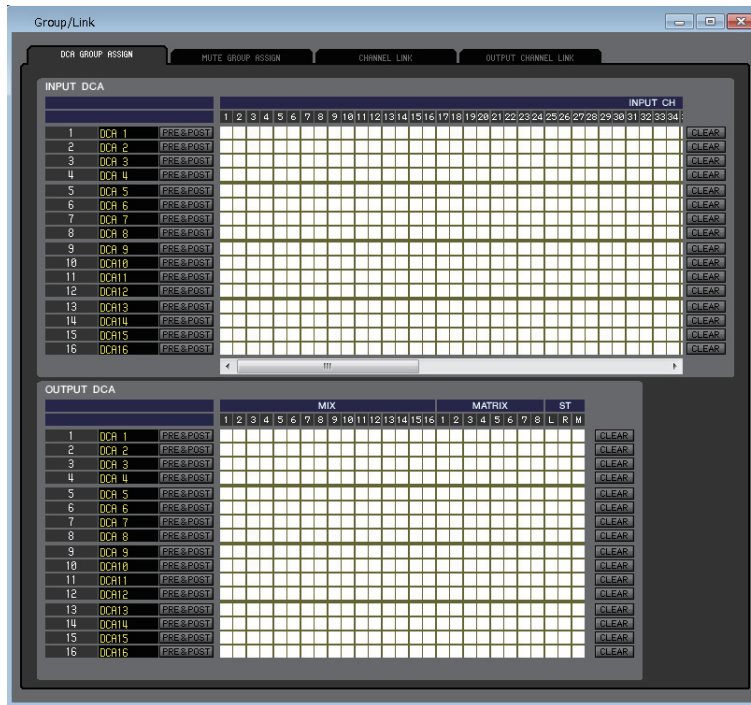 Group/Link
DCA GROUP ASSIGN MUTE GROUP ASSIGN CHANNEL LINK OUTPUT CHANNEL LINK
INPUT DCA
INPUT CH
1 2 3 4 5 6 7 8 9 10 11 12 13 14 15 16 17 18 19 20 21 22 23 24 25 26 27 28 29 30 31 32 33 34
1 DCA 1 PRE&POST CLEAR
2 DCA 2 PRE&POST CLEAR
3 DCA 3 PRE&POST CLEAR
4 DCA 4 PRE&POST CLEAR
5 DCA 5 PRE&POST CLEAR
6 DCA 6 PRE&POST CLEAR
7 DCA 7 PRE&POST CLEAR
8 DCA 8 PRE&POST CLEAR
9 DCA 9 PRE&POST CLEAR
10 DCA10 PRE&POST CLEAR
11 DCA11 PRE&POST CLEAR
12 DCA12 PRE&POST CLEAR
13 DCA13 PRE&POST CLEAR
14 DCA14 PRE&POST CLEAR
15 DCA15 PRE&POST CLEAR
16 DCA16 PRE&POST CLEAR
OUTPUT DCA
MIX MATRIX ST
1 2 3 4 5 6 7 8 9 10 11 12 13 14 15 16 1 2 3 4 5 6 7 8 L R M
1 DCA 1 PRE&POST CLEAR
2 DCA 2 PRE&POST CLEAR
3 DCA 3 PRE&POST CLEAR
4 DCA 4 PRE&POST CLEAR
5 DCA 5 PRE&POST CLEAR
6 DCA 6 PRE&POST CLEAR
7 DCA 7 PRE&POST CLEAR
8 DCA 8 PRE&POST CLEAR
9 DCA 9 PRE&POST CLEAR
10 DCA10 PRE&POST CLEAR
11 DCA11 PRE&POST CLEAR
12 DCA12 PRE&POST CLEAR
13 DCA13 PRE&POST CLEAR
14 DCA14 PRE&POST CLEAR
15 DCA15 PRE&POST CLEAR
16 DCA16 PRE&POST CLEAR